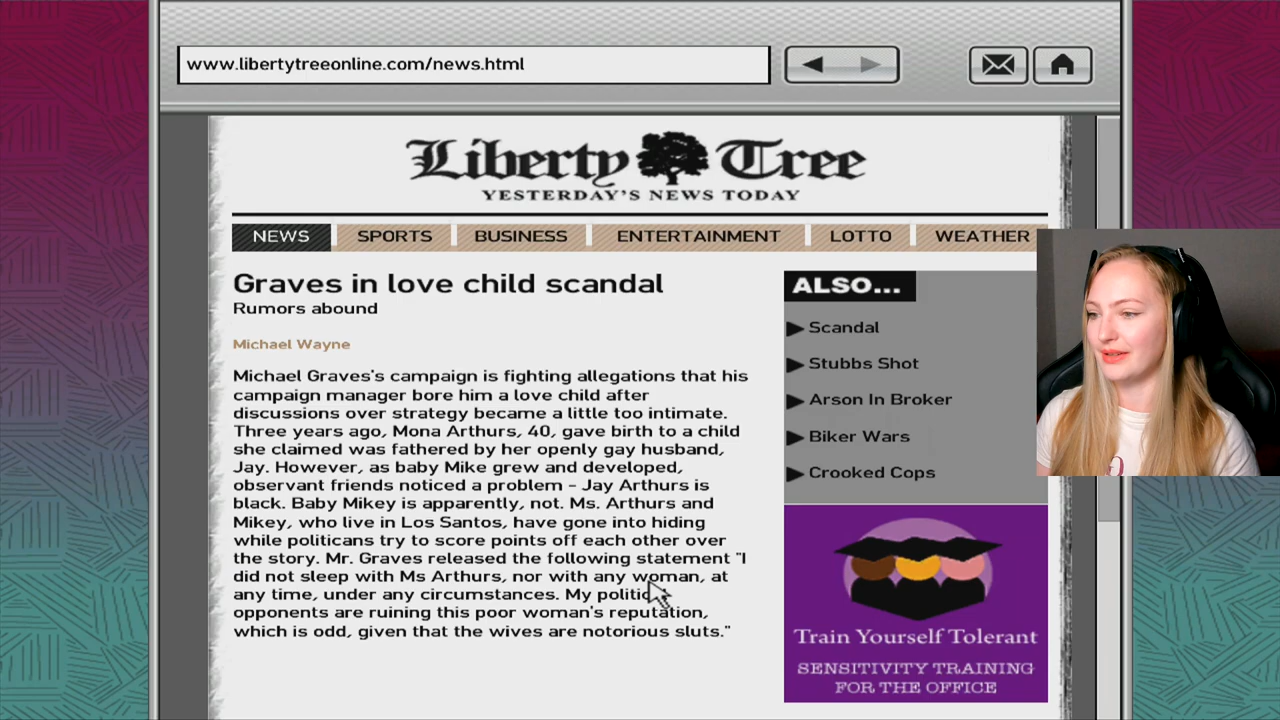 www.libertytreeonline.com/news.html
Liberty Tree
YESTERDAY'S NEWS TODAY
NEWS SPORTS BUSINESS ENTERTAINMENT LOTTO WEATHER
Graves in love child scandal
Rumors abound
Michael Wayne
Michael Graves's campaign is fighting allegations that his
campaign manager bore him a love child after
discussions over strategy became a little too intimate.
Three years ago, Mona Arthurs, 40, gave birth to a child
she claimed was fathered by her openly gay husband,
Jay. However, as baby Mike grew and developed,
observant friends noticed a problem - Jay Arthurs is
black. Baby Mikey is apparently, not. Ms. Arthurs and
Mikey, who live in Los Santos, have gone into hiding
while politicans try to score points off each other over
the story. Mr. Graves released the following statement "I
did not sleep with Ms Arthurs, nor with any woman, at
any time, under any circumstances. My politic
opponents are ruining this poor woman's reputation,
which is odd, given that the wives are notorious sluts."
ALSO...
Scandal
Stubbs Shot
Arson In Broker
Biker Wars
Crooked Cops
Train Yourself Tolerant
SENSITIVITY TRAINING
FOR THE OFFICE